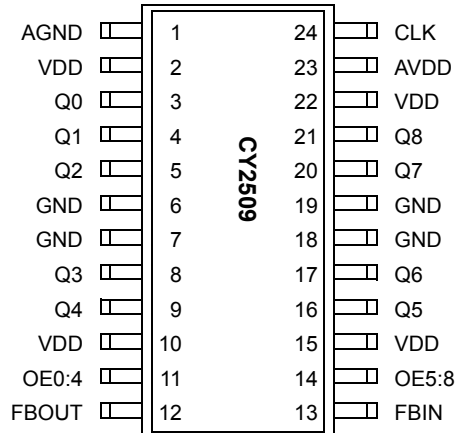 AGND 1 24 CLK
VDD 2 23 AVDD
Q0 3 22 VDD
Q1 4 21 Q8
Q2 5 20 Q7
GND 6 19 GND
GND 7 18 GND
Q3 8 17 Q6
Q4 9 16 Q5
VDD 10 15 VDD
OE0:4 11 14 OE5:8
FBOUT 12 13 FBIN
CY2509